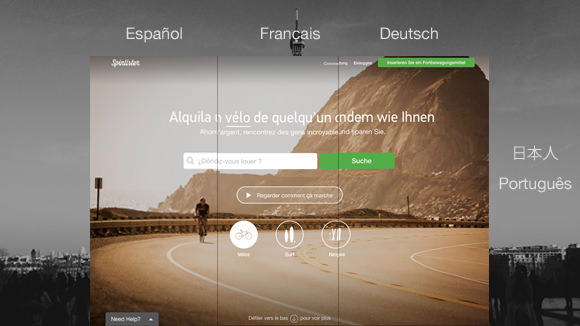 Español Français Deutsch
Spinlister Einloggen Inserieren Sie ein Fortbewegungsmittel
Alquila n vélo de quelqu'un ndem wie Ihnen
Ahorr argent, rencontrez des gens incroyable nd sparen Sie.
¿Dónde-vous louer ? Suche
Regarder comment çà marche
Vélos Surf Neige
Défiler vers le bas pour voir plus
Need Help?
日本人
Português